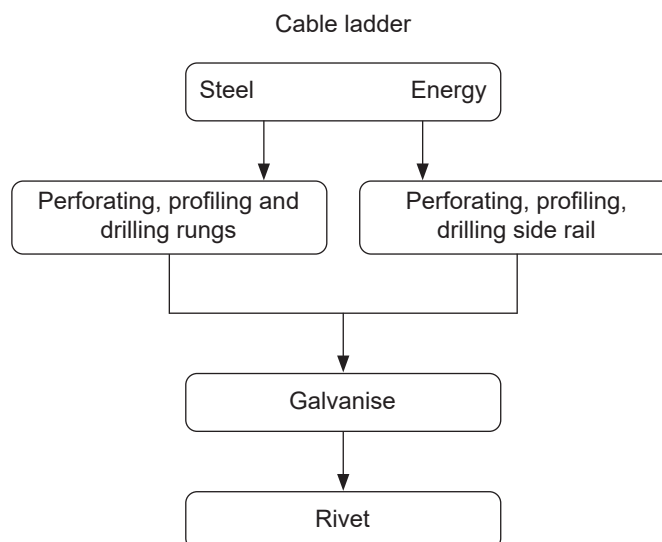 Cable ladder
Steel Energy
Perforating, profiling and
drilling rungs
Perforating, profiling,
drilling side rail
Galvanise
Rivet